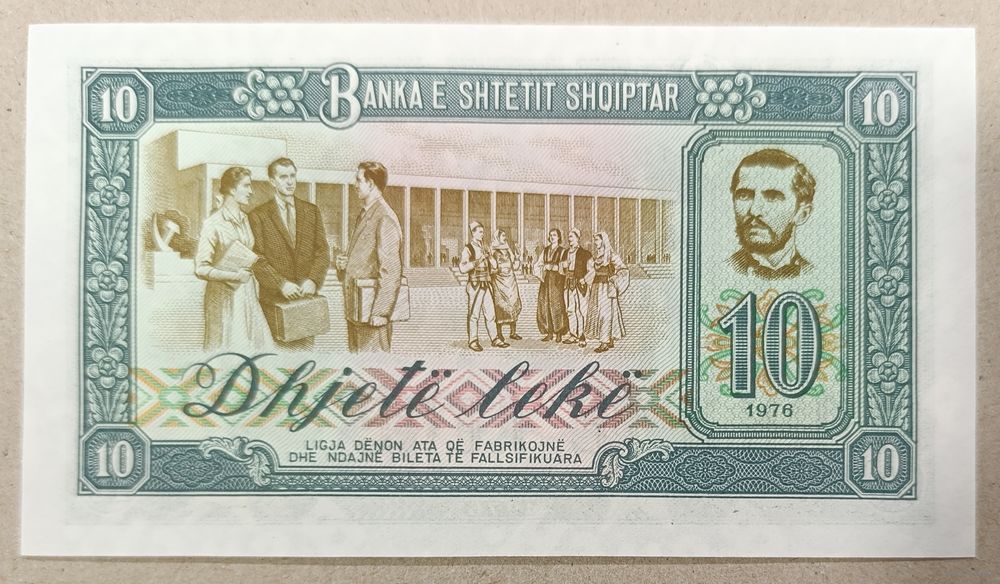 10
BANKA E SHTETIT SHQIPTAR
10
10
1976
Dhjetë lekë
LIGJA DËNON ATA QË FABRIKOJNË
DHE NDAJNË BILETA TË FALLSIFIKUARA
10
10